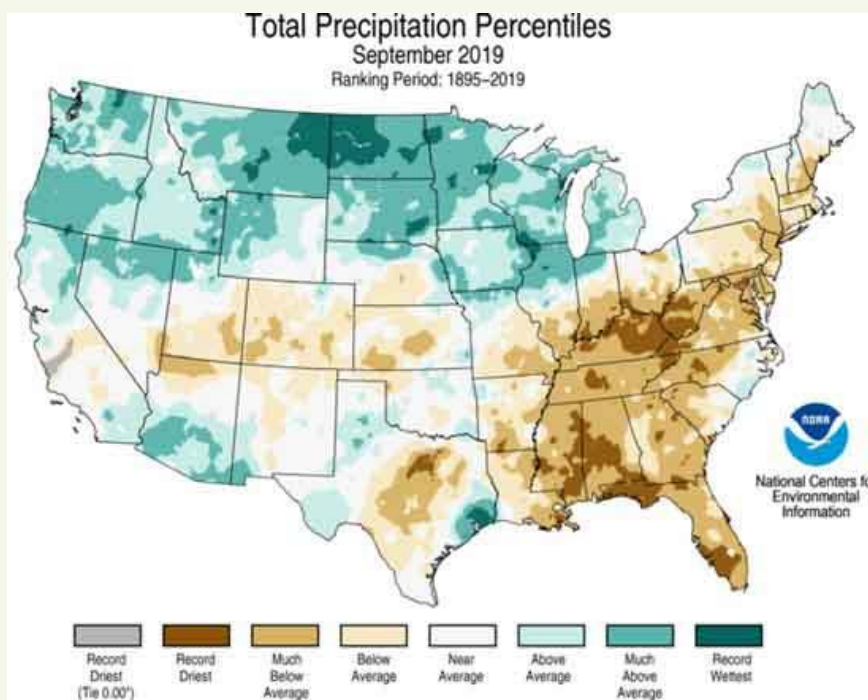 Total Precipitation Percentiles
September 2019
Ranking Period: 1895–2019
NOAA
National Centers fo
Environmental
Information
Record
Driest
(Tie 0.00")
Record
Driest
Much
Below
Average
Below
Average
Near
Average
Above
Average
Much
Above
Average
Record
Wettest